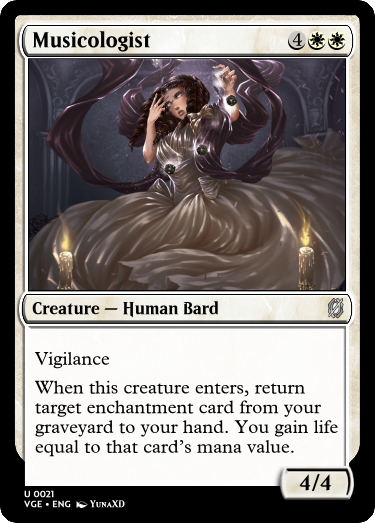 Musicologist 4
Creature — Human Bard
Vigilance
When this creature enters, return
target enchantment card from your
graveyard to your hand. You gain life
equal to that card's mana value.
4/4
U 0021
VGE • ENG YunaXD